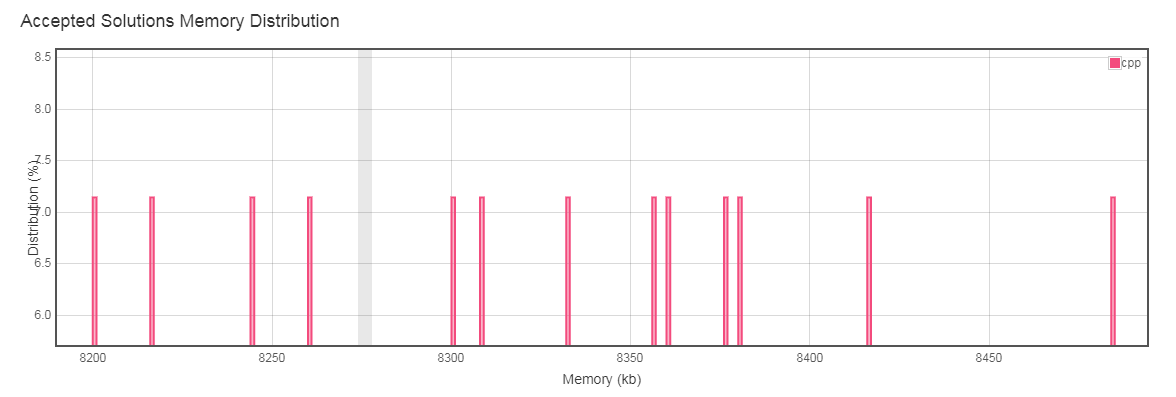 Accepted Solutions Memory Distribution
8.5
cpp
8.0
7.5
Distribution (%)
7.0
6.5
6.0
8200 8250 8300 8350 8400 8450
Memory (kb)